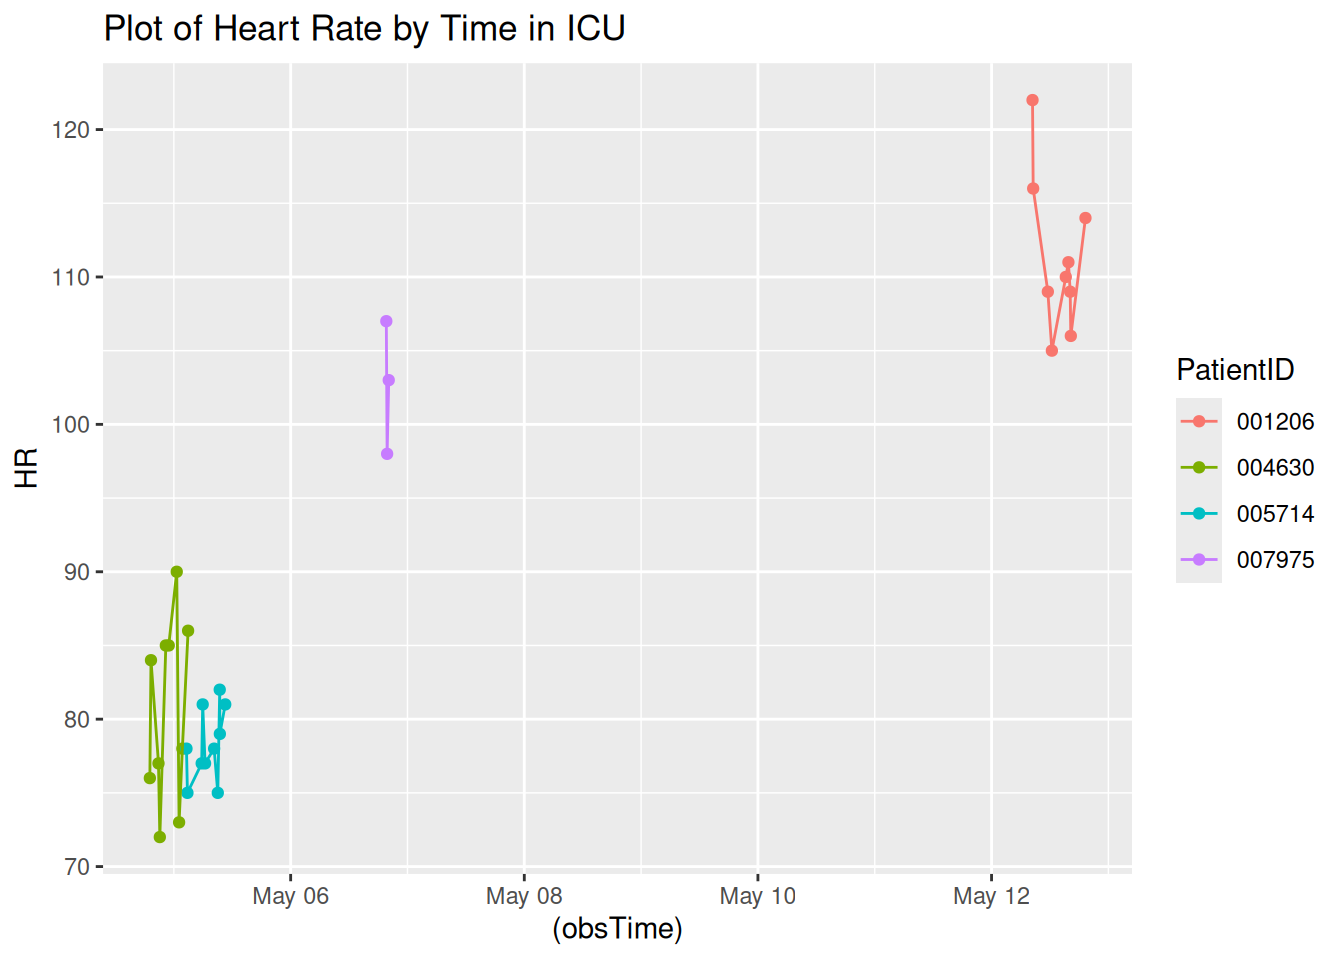 Plot of Heart Rate by Time in ICU
120
110
100
90
80
70
HR
May 06
May 08
May 10
May 12
(obsTime)
PatientID
001206
004630
005714
007975